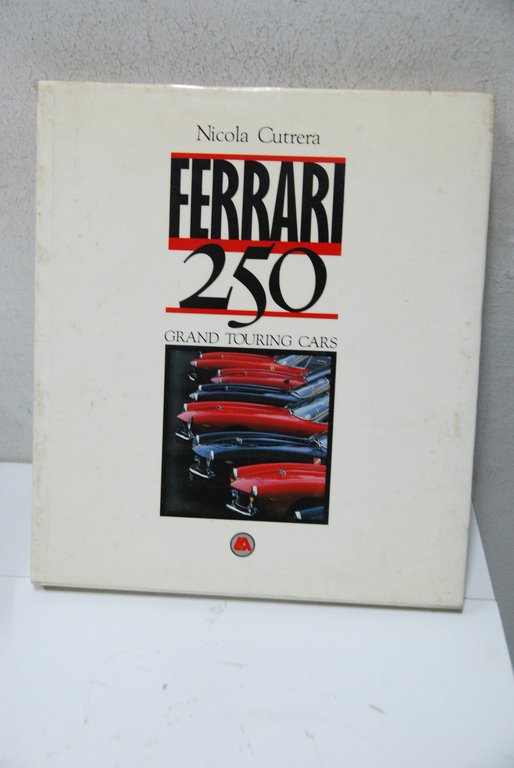 Nicola Cutrera
FERRARI
250
GRAND TOURING CARS